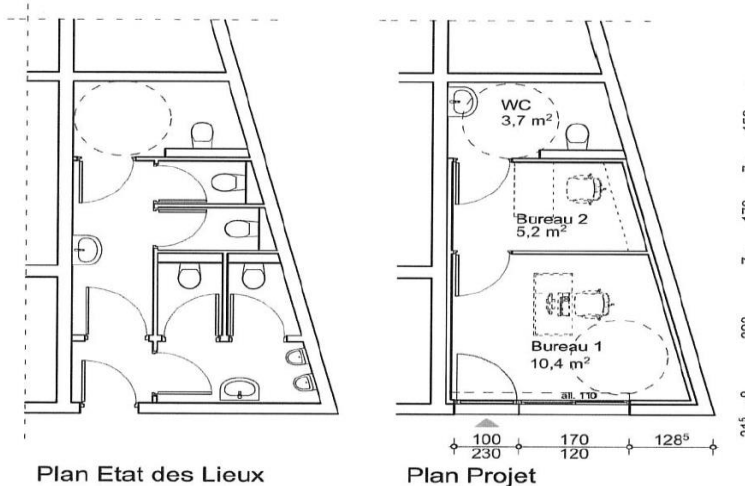 WC
3,7 m²
Bureau 2
5,2 m²
Bureau 1
10,4 m²
all. 110
100 170 128⁵
230 120
Plan Etat des Lieux Plan Projet